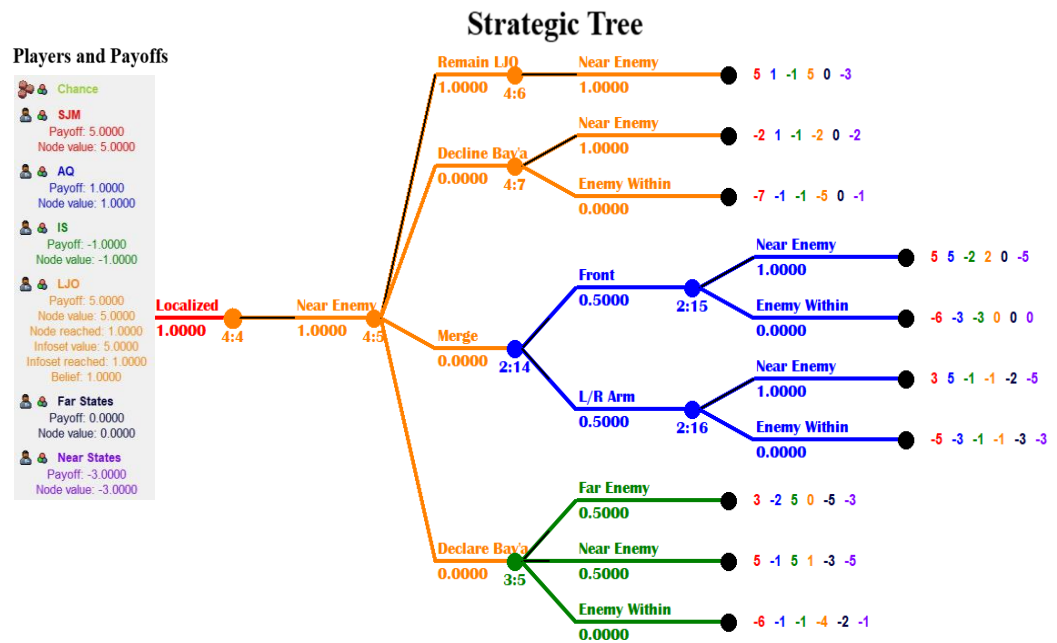 Strategic Tree
Players and Payoffs
Chance
SJM
Payoff: 5.0000
Node value: 5.0000
AQ
Payoff: 1.0000
Node value: 1.0000
IS
Payoff: -1.0000
Node value: -1.0000
LJO
Payoff: 5.0000
Node value: 5.0000
Node reached: 1.0000
Infoset value: 5.0000
Infoset reached: 1.0000
Belief: 1.0000
Far States
Payoff: 0.0000
Node value: 0.0000
Near States
Payoff: -3.0000
Node value: -3.0000
Localized
1.0000
4:4
Near Enemy
1.0000
4:5
Remain LJO
1.0000
4:6
Near Enemy
1.0000
5 1 -1 5 0 -3
Decline Bay'a
0.0000
4:7
Near Enemy
1.0000
-2 1 -1 -2 0 -2
Enemy Within
0.0000
-7 -1 -1 -5 0 -1
Merge
0.0000
2:14
Front
0.5000
2:15
Near Enemy
1.0000
5 5 -2 2 0 -5
Enemy Within
0.0000
-6 -3 -3 0 0 0
L/R Arm
0.5000
2:16
Near Enemy
1.0000
3 5 -1 -1 -2 -5
Enemy Within
0.0000
-5 -3 -1 -1 -3 -3
Declare Bay'a
0.0000
3:5
Far Enemy
0.5000
3 -2 5 0 -5 -3
Near Enemy
0.5000
5 -1 5 1 -3 -5
Enemy Within
0.0000
-6 -1 -1 -4 -2 -1